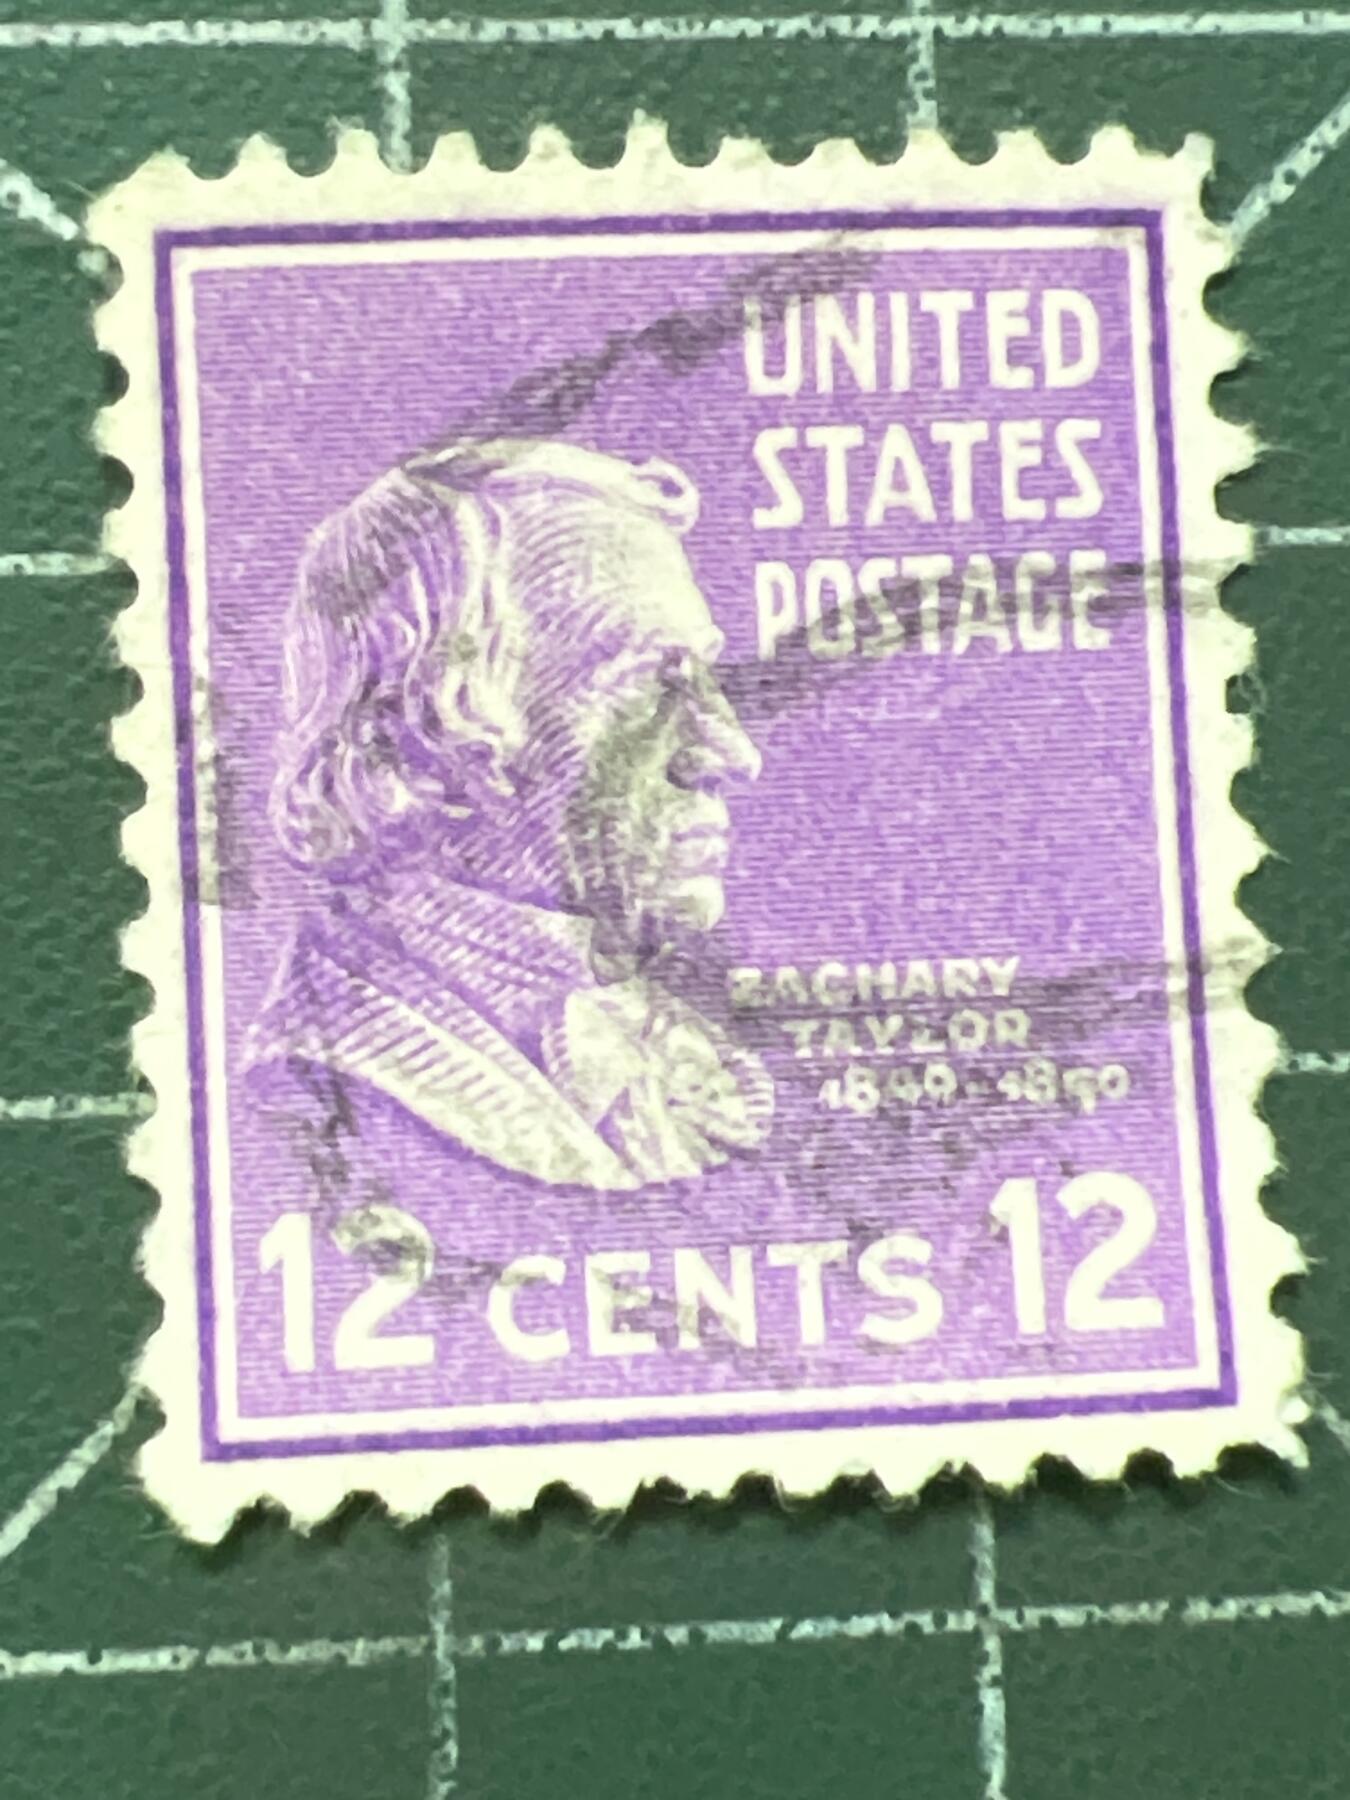 UNITED
STATES
POSTAGE
ZACHARY
TAYLOR
1849-1850
12 CENTS 12